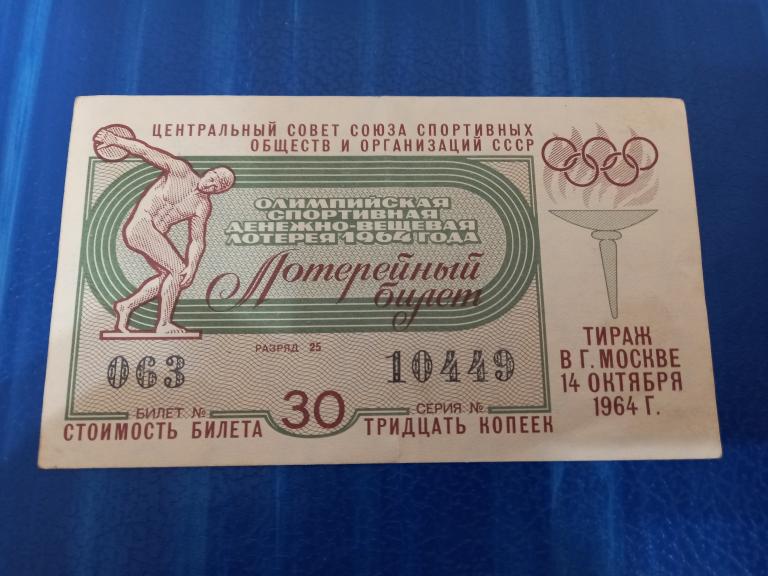 ЦЕНТРАЛЬНЫЙ СОВЕТ СОЮЗА СПОРТИВНЫХ
ОБЩЕСТВ И ОРГАНИЗАЦИЙ СССР
ОЛИМПИЙСКАЯ
СПОРТИВНАЯ
ДЕНЕЖНО-ВЕЩЕВАЯ
ЛОТЕРЕЯ 1964 ГОДА
Лотерейный
билет
РАЗРЯД 25
063
10449
БИЛЕТ №
30
СЕРИЯ №
СТОИМОСТЬ БИЛЕТА
ТРИДЦАТЬ КОПЕЕК
ТИРАЖ
В Г. МОСКВЕ
14 ОКТЯБРЯ
1964 Г.